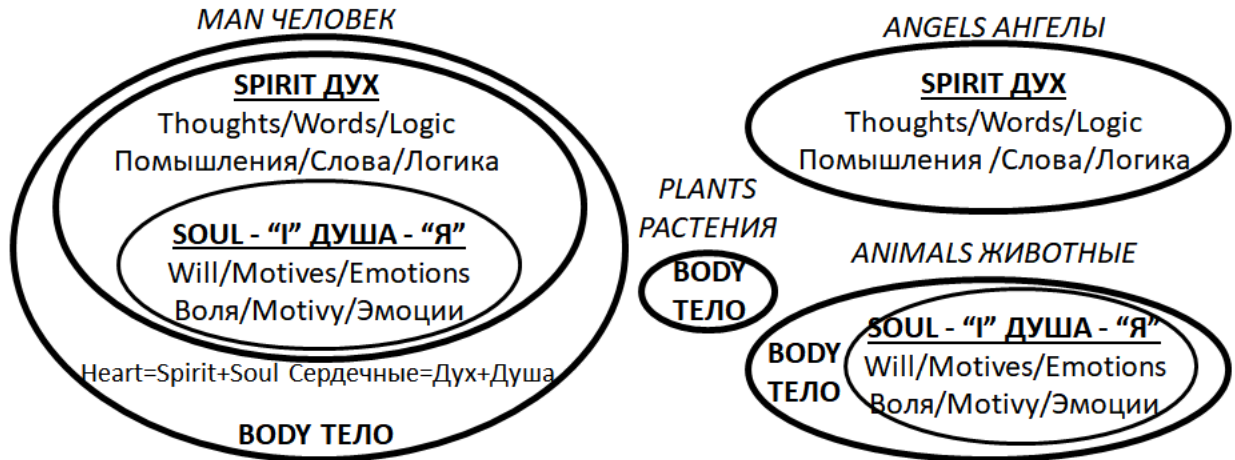 MAN ЧЕЛОВЕК
SPIRIT ДУХ
Thoughts/Words/Logic
Помышления/Слова/Логика
SOUL - “I” ДУША - “Я”
Will/Motives/Emotions
Воля/Motivy/Эмоции
Heart=Spirit+Soul Сердечные=Дух+Душа
BODY ТЕЛО
PLANTS
РАСТЕНИЯ
BODY
ТЕЛО
ANGELS АНГЕЛЫ
SPIRIT ДУХ
Thoughts/Words/Logic
Помышления /Слова/Логика
ANIMALS ЖИВОТНЫЕ
BODY
ТЕЛО
SOUL - “I” ДУША - “Я”
Will/Motives/Emotions
Воля/Motivy/Эмоции